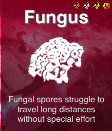 Fungus
Fungal spores struggle to
travel long distances
without special effort